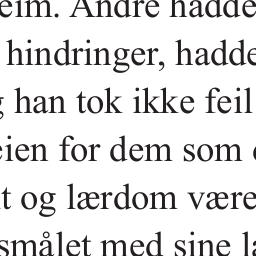 eim. Andre hadde
hindringer, hadde
g han tok ikke feil
eien for dem som
t og lærdom være
smålet med sine la